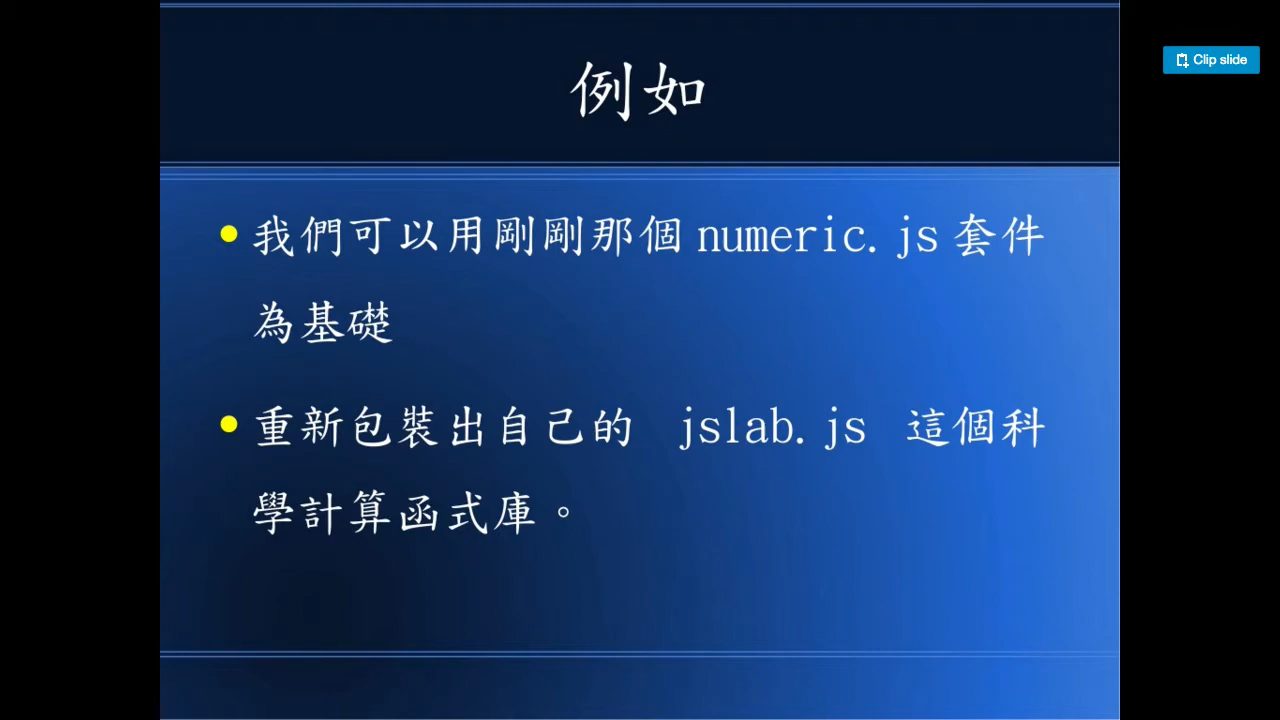 例如
Clip slide
我們可以用剛剛那個 numeric.js 套件
為基礎
重新包裝出自己的 jslab.js 這個科
學計算函式庫。